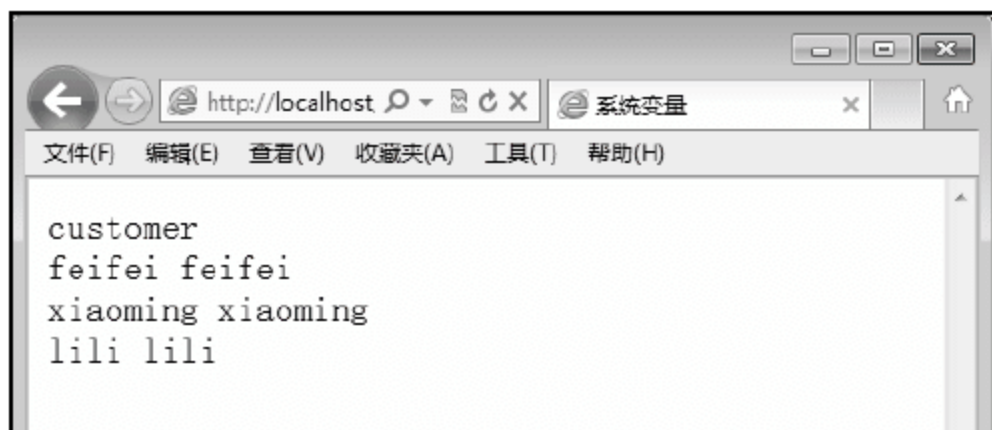 http://localhost
系统变量
文件(F) 编辑(E) 查看(V) 收藏夹(A) 工具(T) 帮助(H)
customer
feifei feifei
xiaoming xiaoming
lili lili